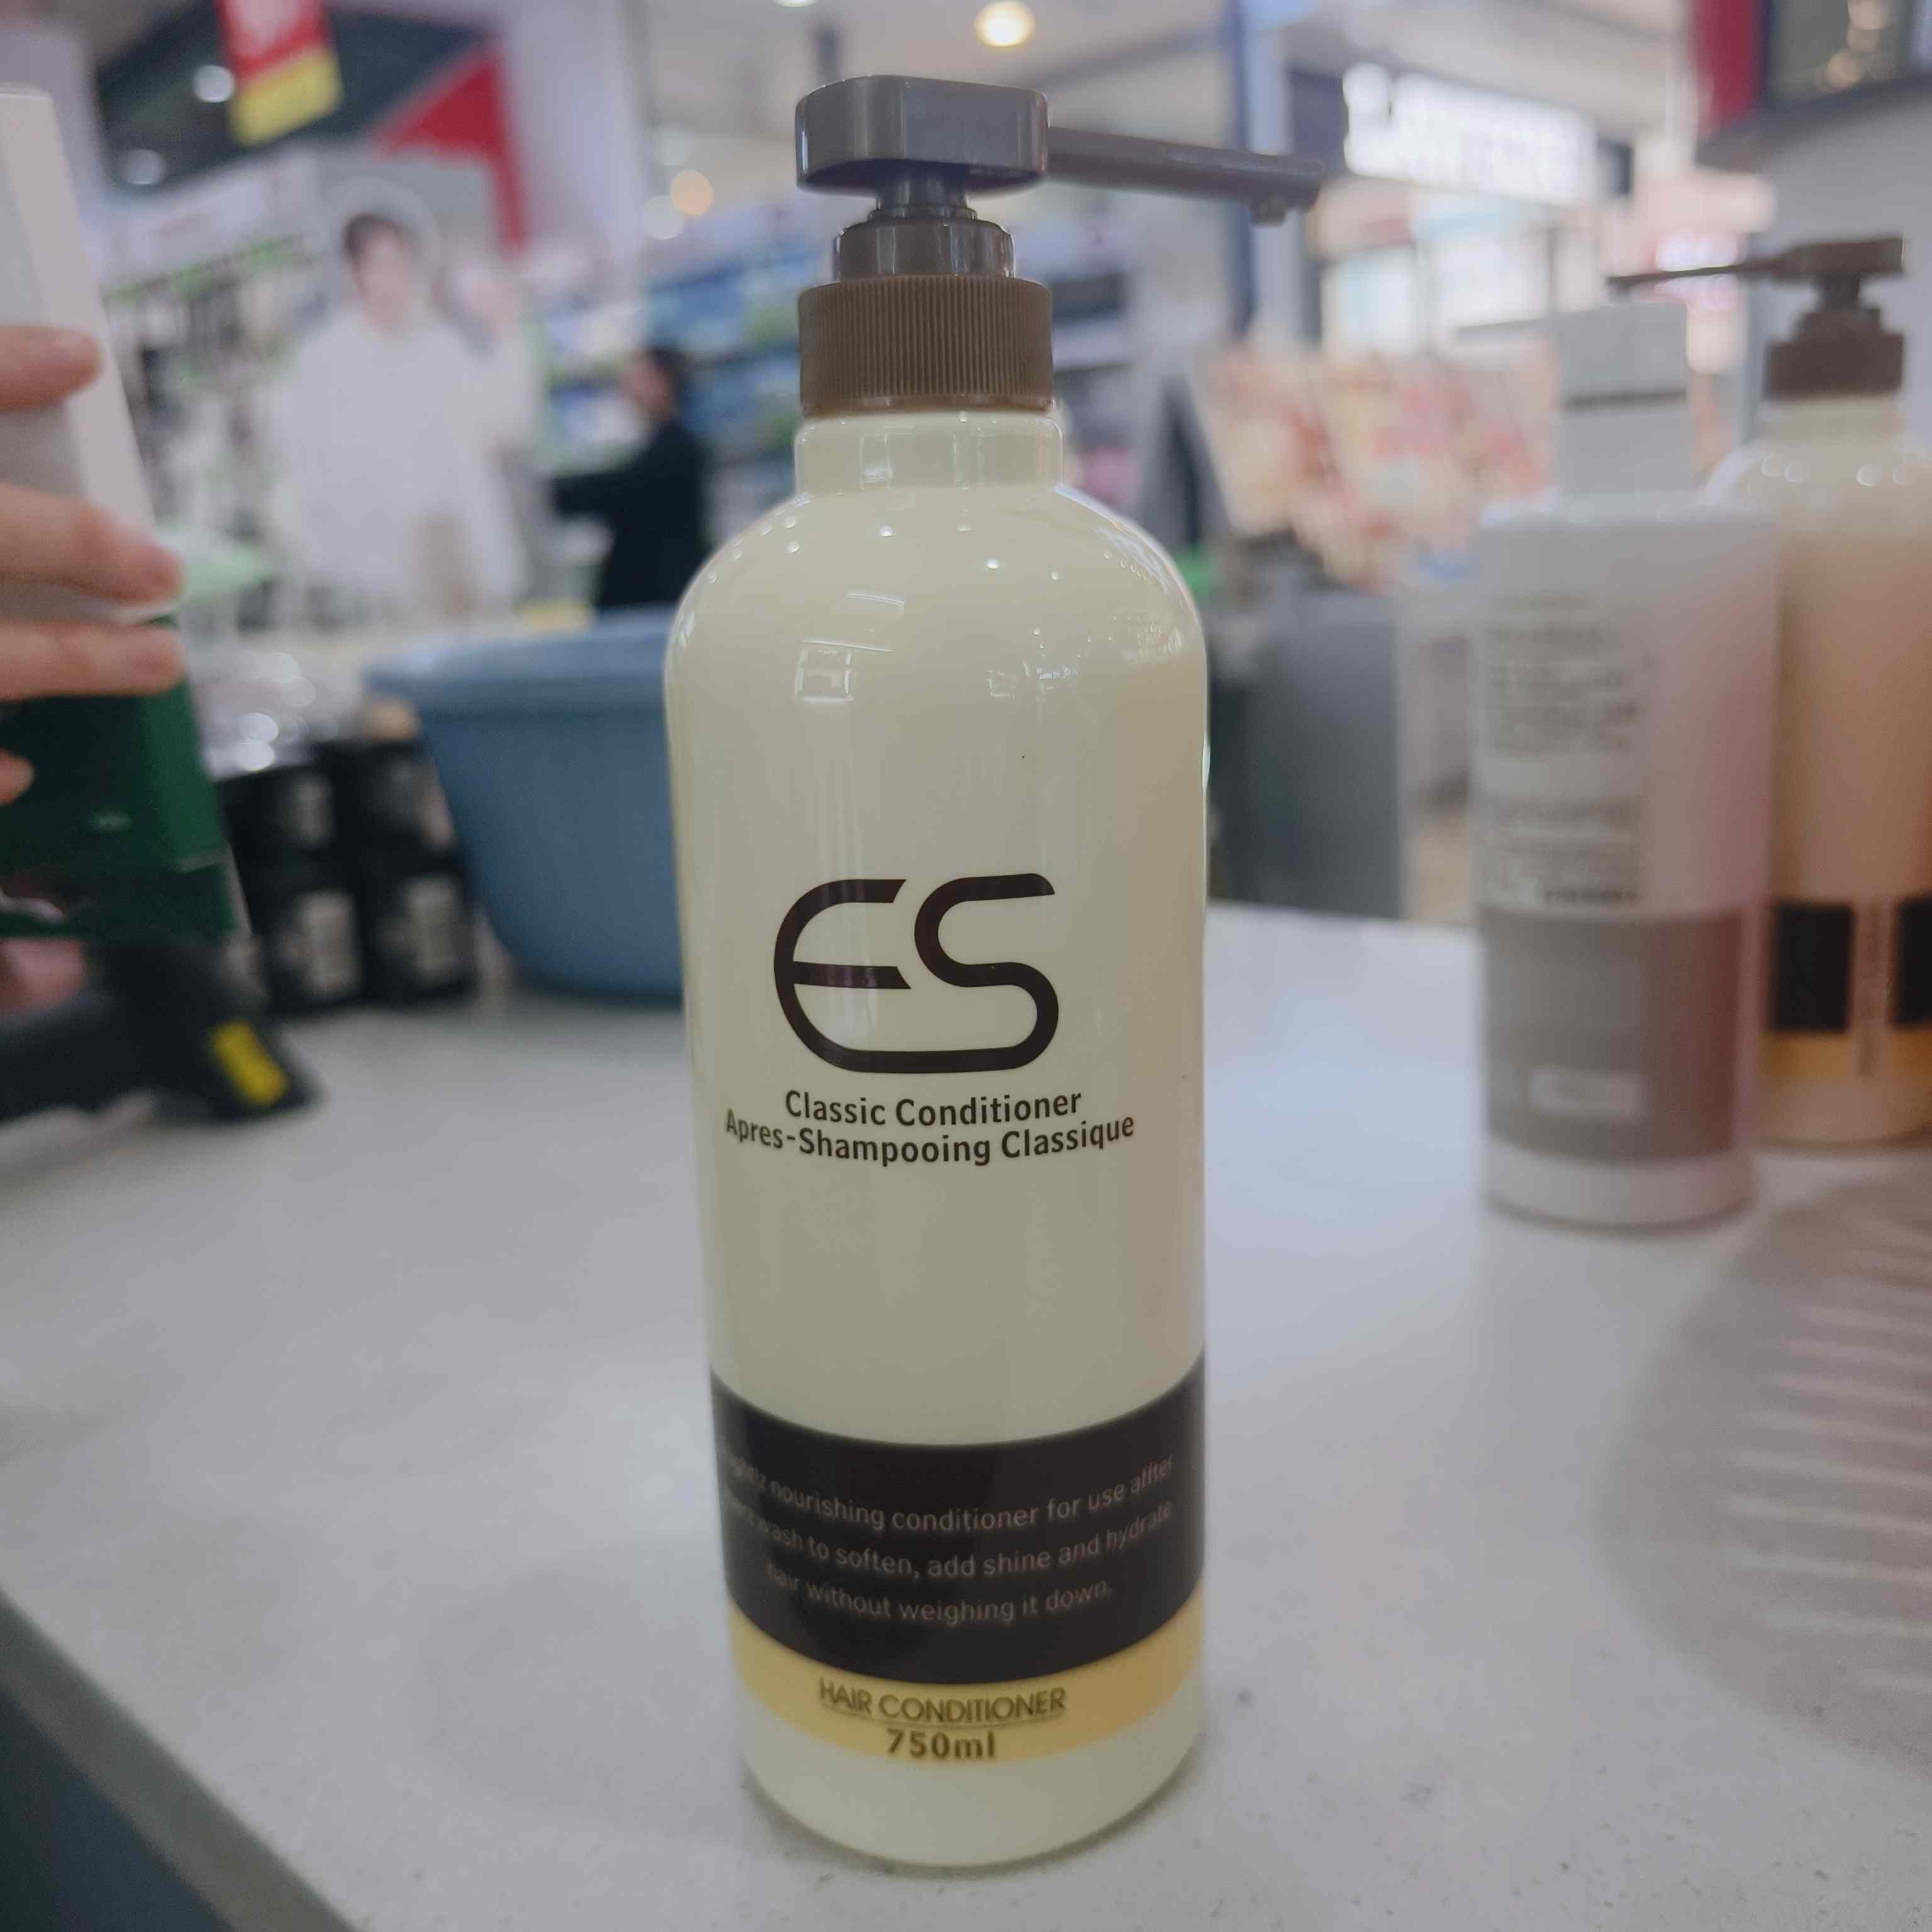 ES
Classic Conditioner
Apres-Shampooing Classique
nourishing conditioner for use affter
wash to soften, add shine and hydrate
hair without weighing it down.
HAIR CONDITIONER
750ml